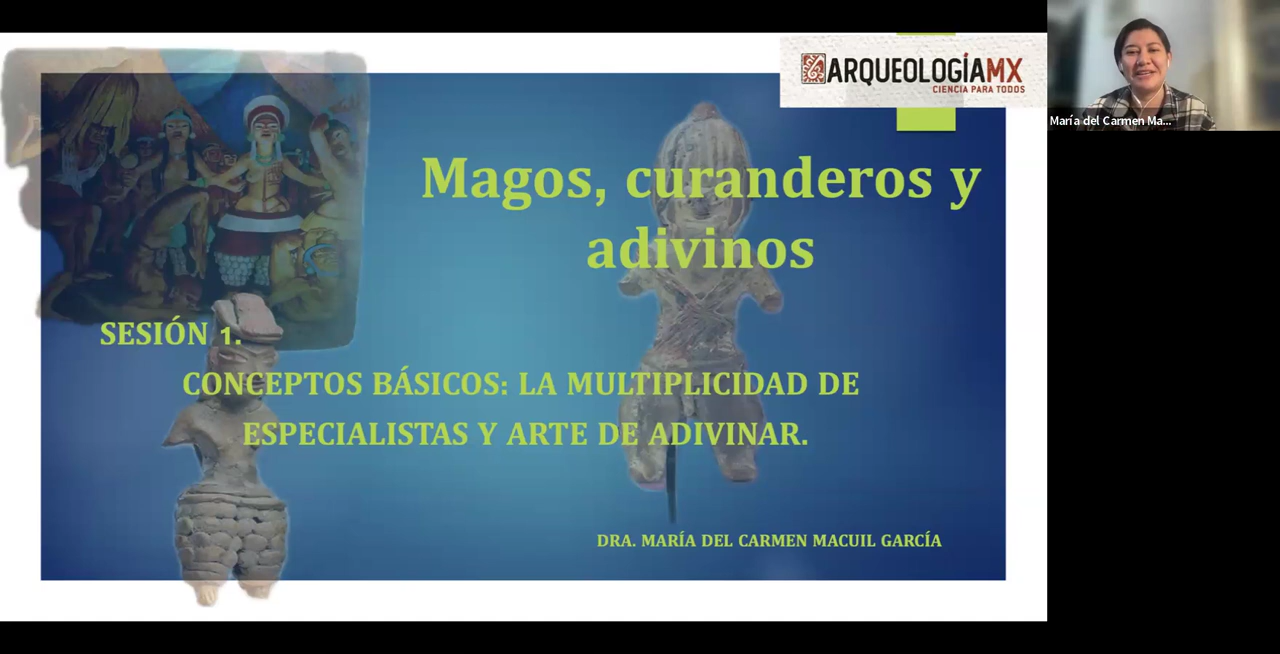 ARQUEOLOGÍAMX
CIENCIA PARA TODOS
María del Carmen Ma...
Magos, curanderos y
adivinos
SESIÓN 1.
CONCEPTOS BÁSICOS: LA MULTIPLICIDAD DE
ESPECIALISTAS Y ARTE DE ADIVINAR.
DRA. MARÍA DEL CARMEN MACUIL GARCÍA